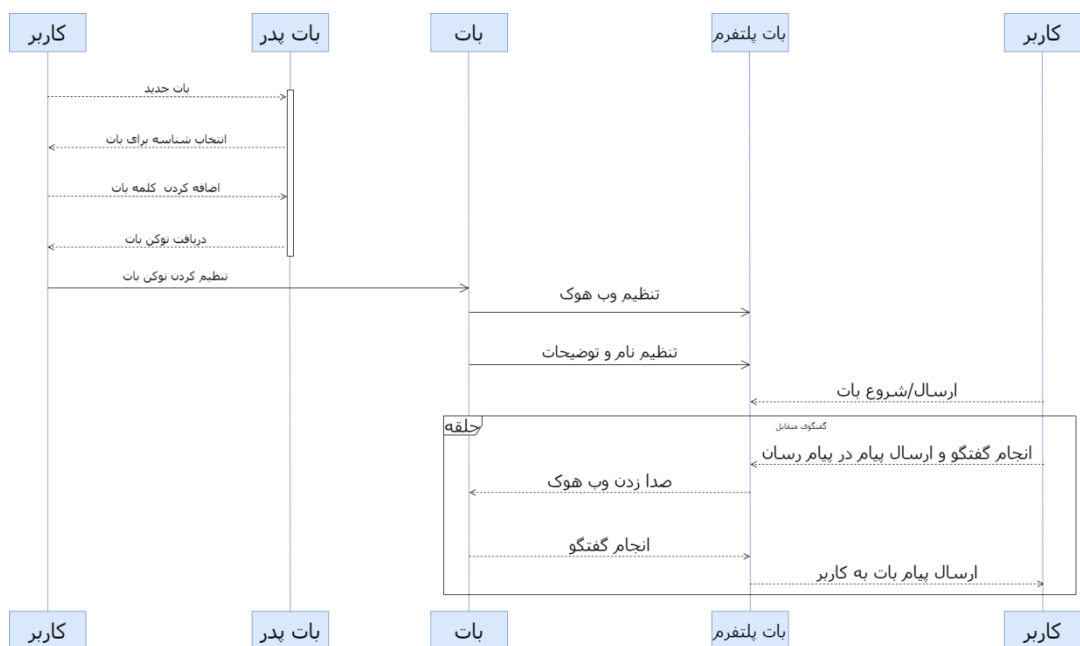 کاربر
بات پدر
بات
بات پلتفرم
کاربر
بات جدید
انتخاب شناسه برای بات
اضافه کردن کلمه بات
دریافت توکن بات
تنظیم کردن توکن بات
تنظیم وب هوک
تنظیم نام و توضیحات
ارسال/شروع بات
حلقه
گفتگوی متقابل
انجام گفتگو و ارسال پیام در پیام رسان
صدا زدن وب هوک
انجام گفتگو
ارسال پیام بات به کاربر
کاربر
بات پدر
بات
بات پلتفرم
کاربر